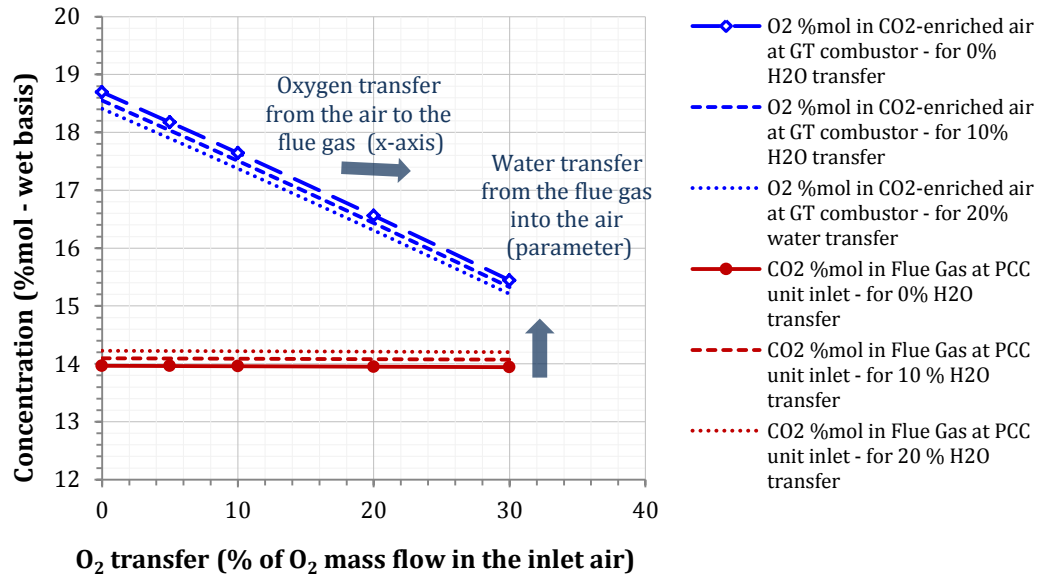 20
19
18
17
16
15
14
13
12
Concentration (%mol - wet basis)
0
10
20
30
40
O₂ transfer (% of O₂ mass flow in the inlet air)
Oxygen transfer
from the air to the
flue gas (x-axis)
Water transfer
from the flue gas
into the air
(parameter)
O2 %mol in CO2-enriched air
at GT combustor - for 0%
H2O transfer
O2 %mol in CO2-enriched air
at GT combustor - for 10%
H2O transfer
O2 %mol in CO2-enriched air
at GT combustor - for 20%
water transfer
CO2 %mol in Flue Gas at PCC
unit inlet - for 0% H2O
transfer
CO2 %mol in Flue Gas at PCC
unit inlet - for 10 % H2O
transfer
CO2 %mol in Flue Gas at PCC
unit inlet - for 20 % H2O
transfer